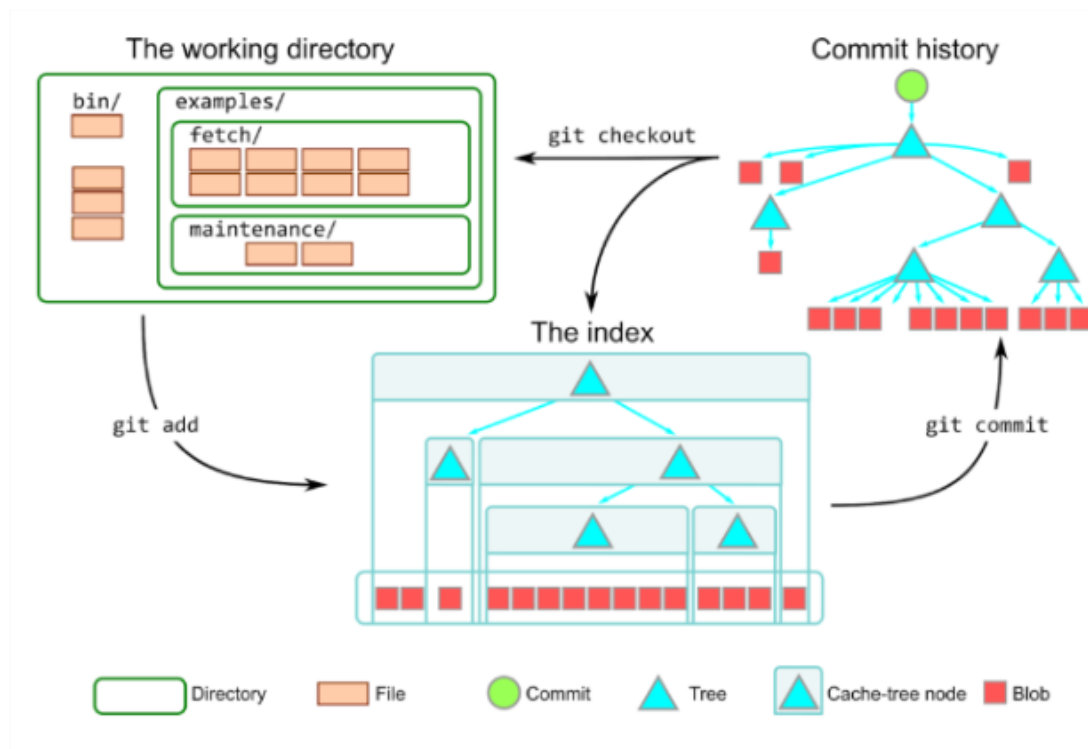 The working directory
Commit history
bin/
examples/
fetch/
git checkout
maintenance/
The index
git add
git commit
Directory
File
Commit
Tree
Cache-tree node
Blob